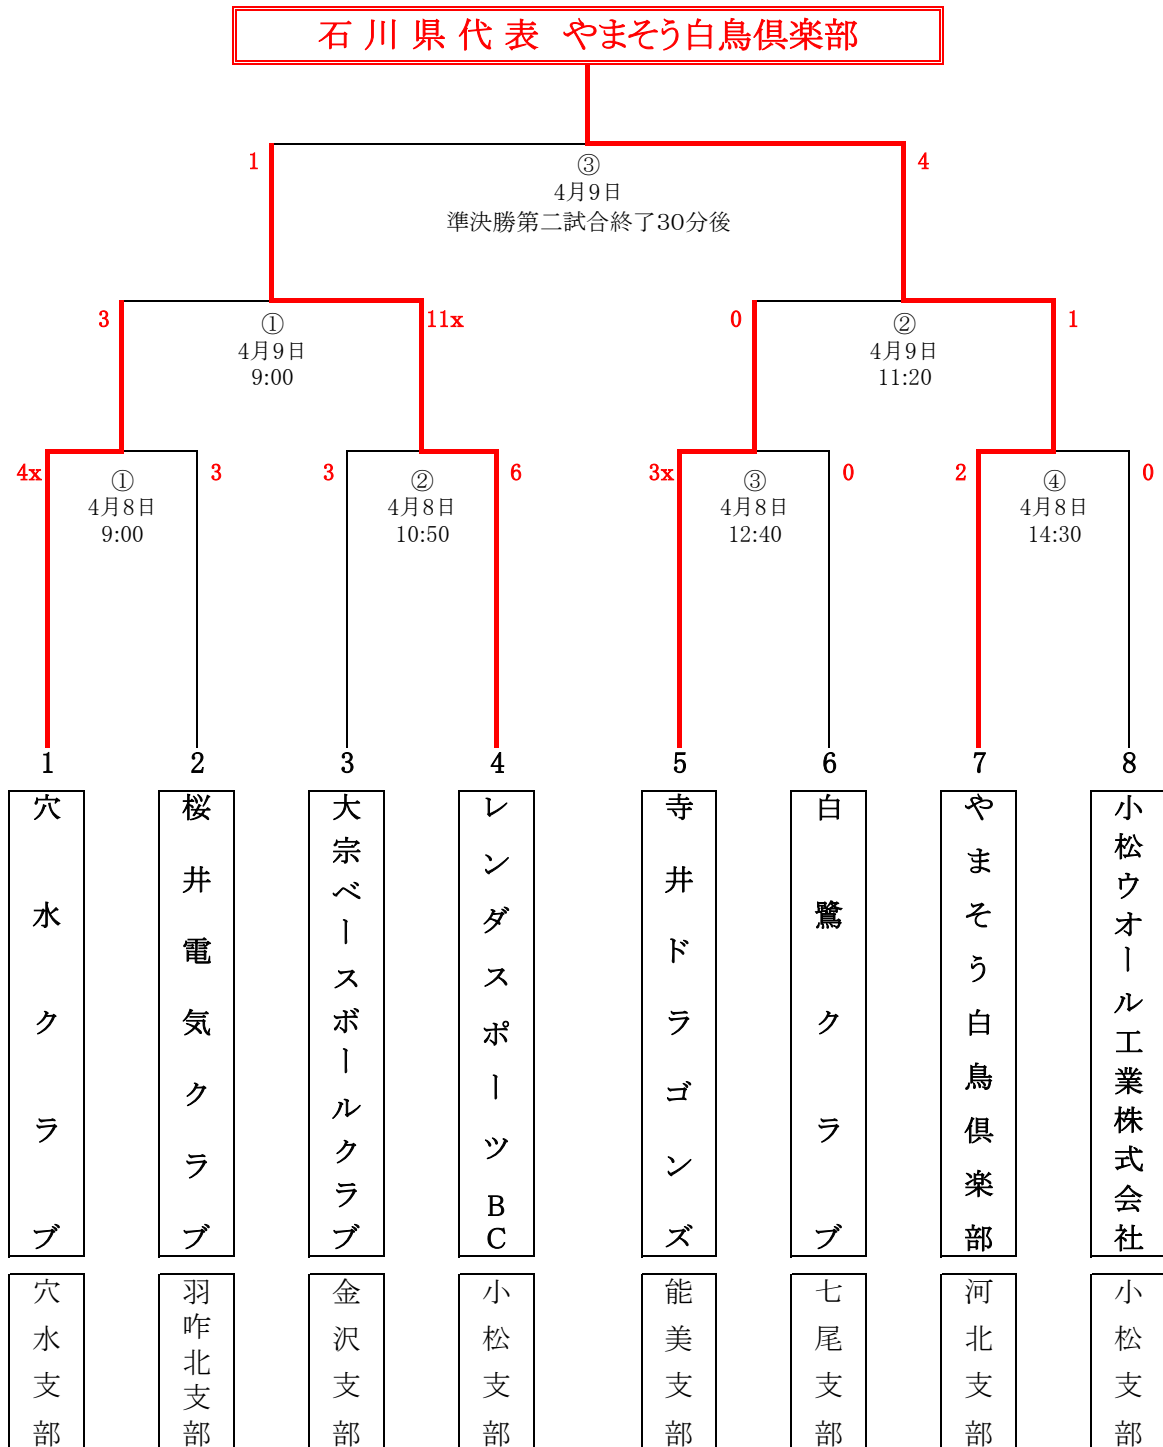 石川県代表 やまそう白鳥倶楽部
1
4
③
4月9日
準決勝第二試合終了30分後
3
11x
0
1
①
4月9日
9:00
②
4月9日
11:20
4x
3
3
6
3x
0
2
0
①
4月8日
9:00
②
4月8日
10:50
③
4月8日
12:40
④
4月8日
14:30
1
2
3
4
5
6
7
8
穴水クラブ
桜井電気クラブ
大宗ベースボールクラブ
レンダスポーツBC
寺井ドラゴンズ
白鷺クラブ
やまそう白鳥倶楽部
小松ウオール工業株式会社
穴水支部
羽咋北支部
金沢支部
小松支部
能美支部
七尾支部
河北支部
小松支部